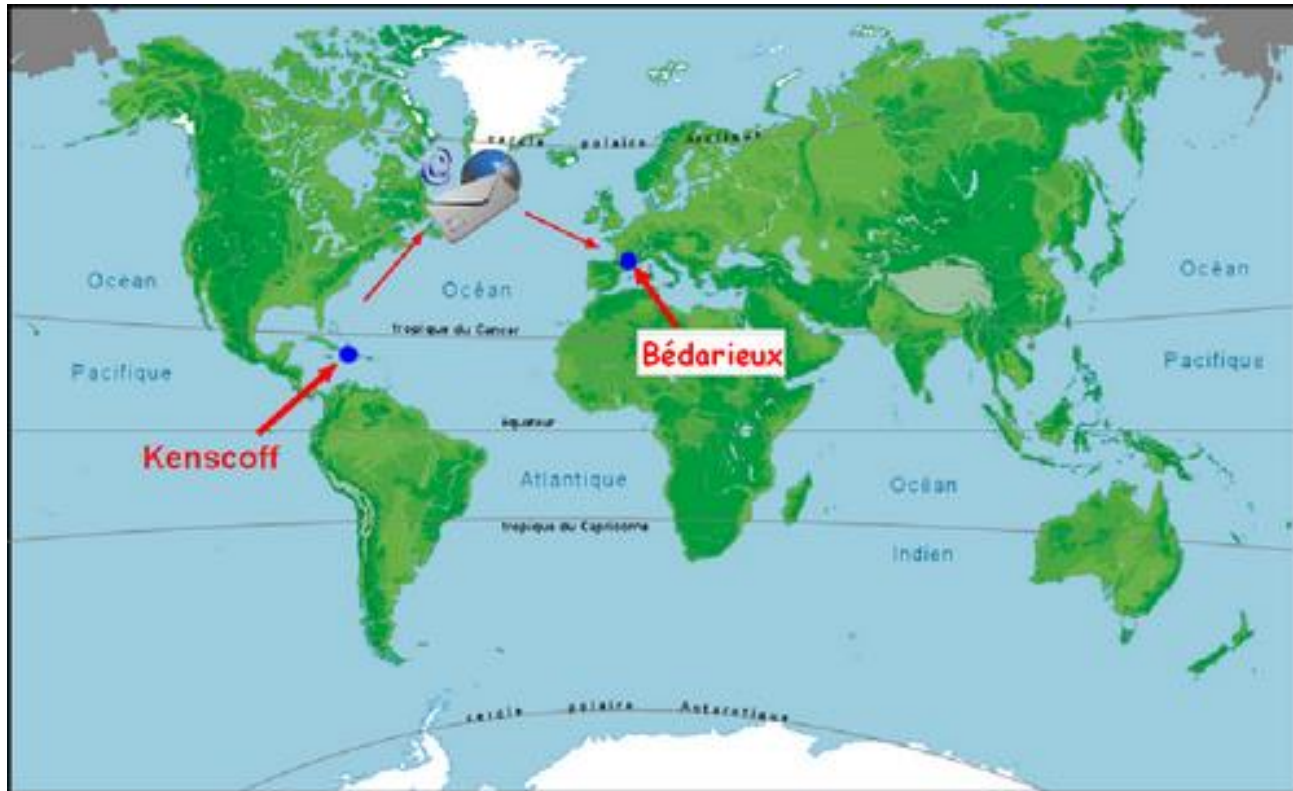 cercle polaire Arctique
@
Océan
Océan
Océan
tropique du Cancer
Bédarieux
Pacifique
Pacifique
équateur
Kenscoff
Atlantique
Océan
tropique du Capricorne
Indien
cercle polaire Antarctique